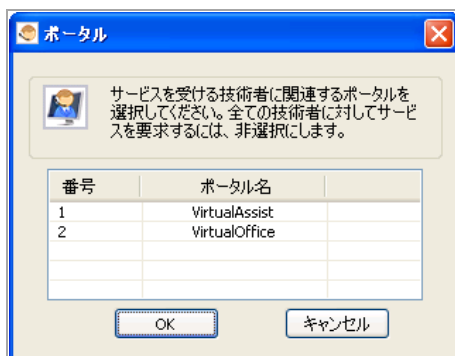 ポータル
サービスを受ける技術者に関連するポータルを
選択してください。全ての技術者に対してサービ
スを要求するには、非選択にします。
番号 ポータル名
1 VirtualAssist
2 VirtualOffice
OK キャンセル